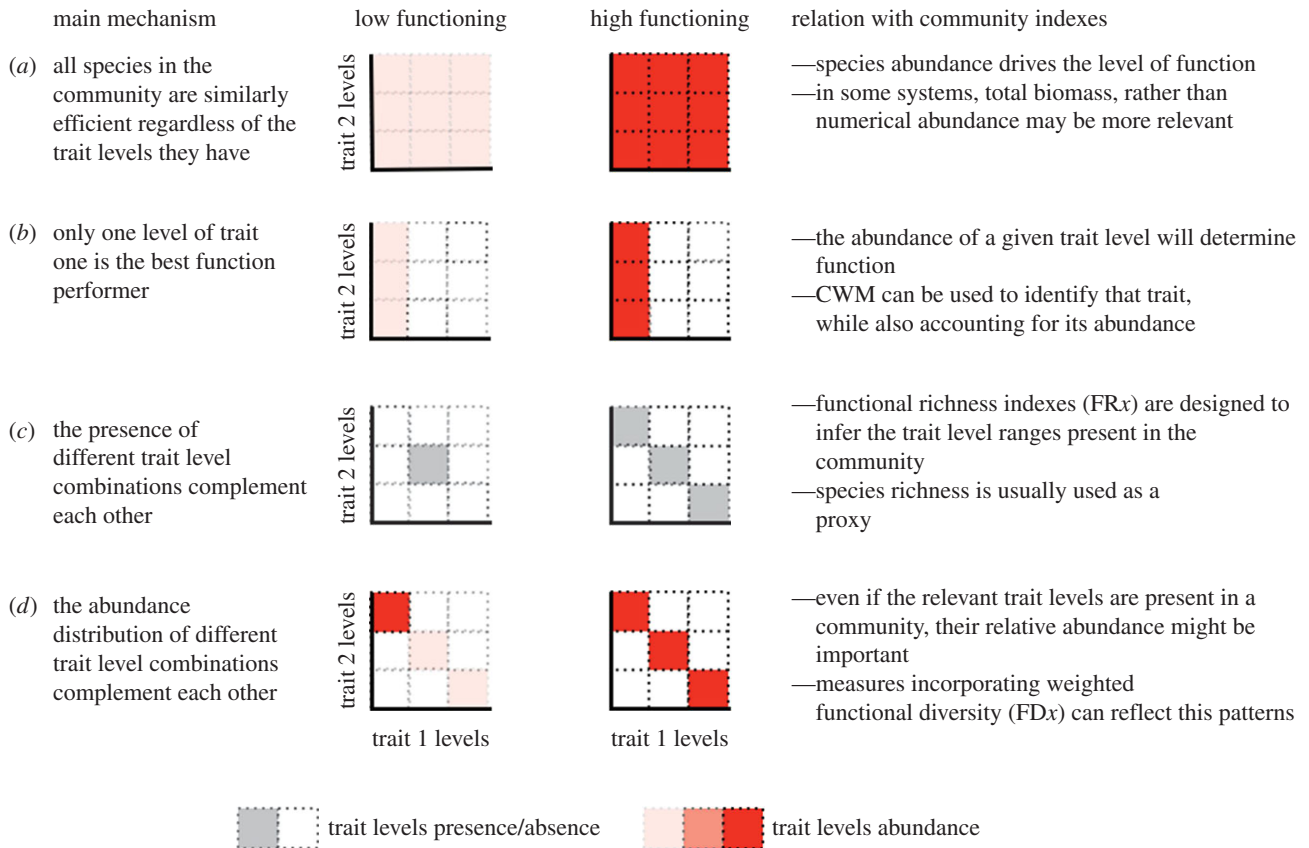 main mechanism
low functioning
high functioning
relation with community indexes
(a) all species in the
community are similarly
efficient regardless of the
trait levels they have
trait 2 levels
—species abundance drives the level of function
—in some systems, total biomass, rather than
numerical abundance may be more relevant
(b) only one level of trait
one is the best function
performer
trait 2 levels
—the abundance of a given trait level will determine
function
—CWM can be used to identify that trait,
while also accounting for its abundance
(c) the presence of
different trait level
combinations complement
each other
trait 2 levels
—functional richness indexes (FRx) are designed to
infer the trait level ranges present in the
community
—species richness is usually used as a
proxy
(d) the abundance
distribution of different
trait level combinations
complement each other
trait 2 levels
trait 1 levels
trait 1 levels
—even if the relevant trait levels are present in a
community, their relative abundance might be
important
—measures incorporating weighted
functional diversity (FDx) can reflect this patterns
trait levels presence/absence
trait levels abundance